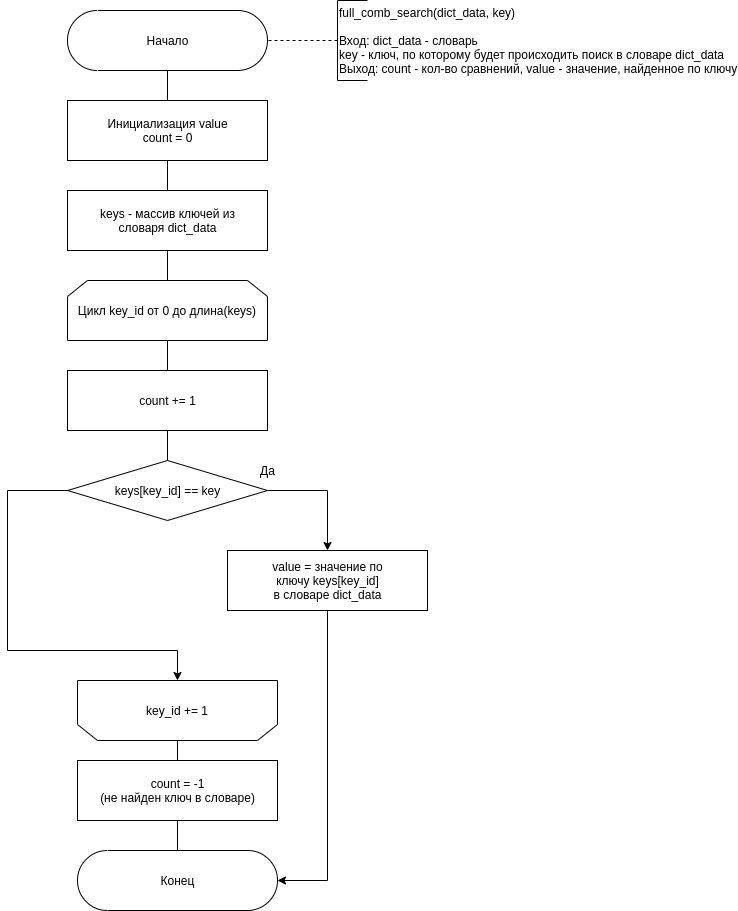 full_comb_search(dict_data, key)
Вход: dict_data - словарь
key - ключ, по которому будет происходить поиск в словаре dict_data
Выход: count - кол-во сравнений, value - значение, найденное по ключу
Начало
Инициализация value
count = 0
keys - массив ключей из
словаря dict_data
Цикл key_id от 0 до длина(keys)
count += 1
keys[key_id] == key
Да
value = значение по
ключу keys[key_id]
в словаре dict_data
key_id += 1
count = -1
(не найден ключ в словаре)
Конец